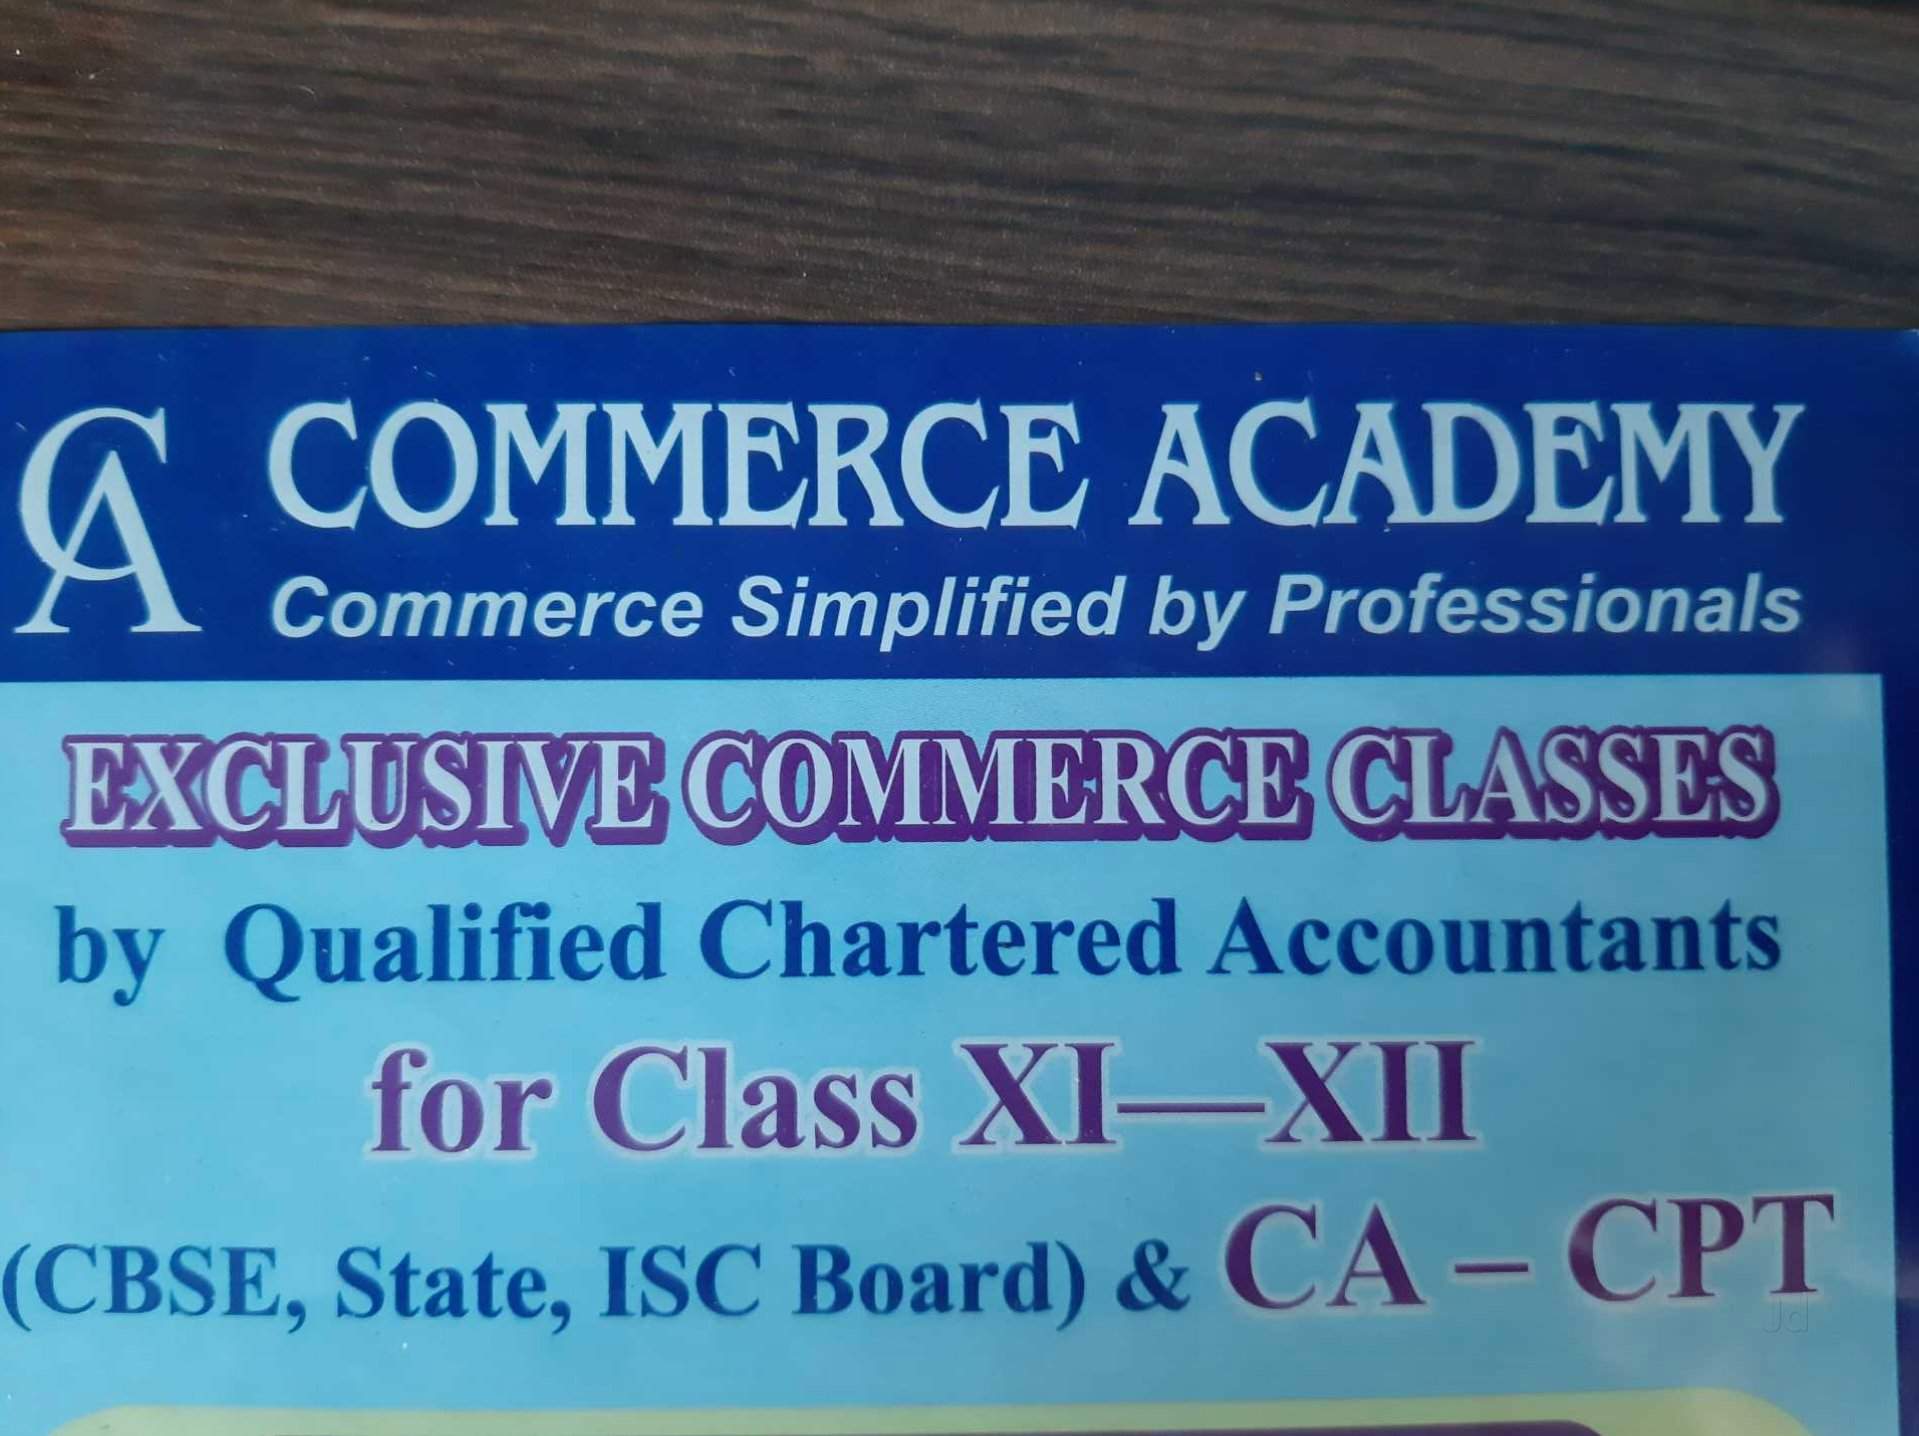 CA COMMERCE ACADEMY
Commerce Simplified by Professionals
EXCLUSIVE COMMERCE CLASSES
by Qualified Chartered Accountants
for Class XI—XII
(CBSE, State, ISC Board) & CA – CPT
Jd